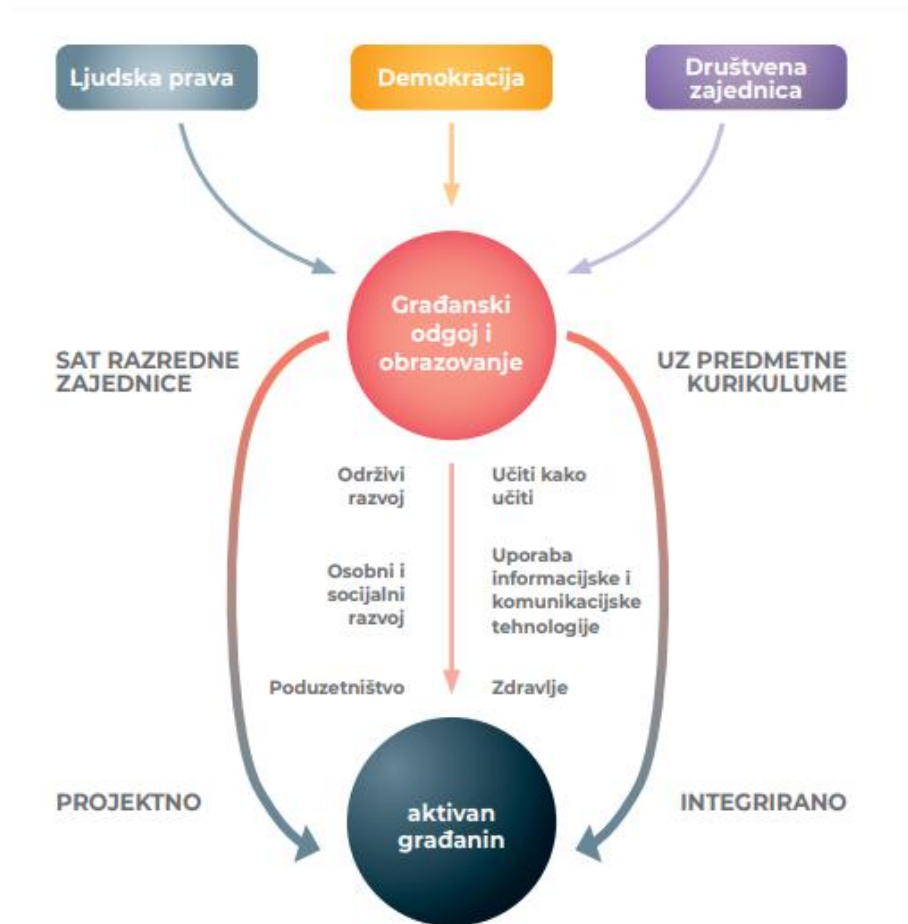 Ljudska prava
Demokracija
Društvena
zajednica
Građanski
odgoj i
obrazovanje
SAT RAZREDNE
ZAJEDNICE
UZ PREDMETNE
KURIKULUME
Održivi
razvoj
Učiti kako
učiti
Osobni i
socijalni
razvoj
Uporaba
informacijske i
komunikacijske
tehnologije
Poduzetništvo
Zdravlje
PROJEKTNO
INTEGRIRANO
aktivan
građanin